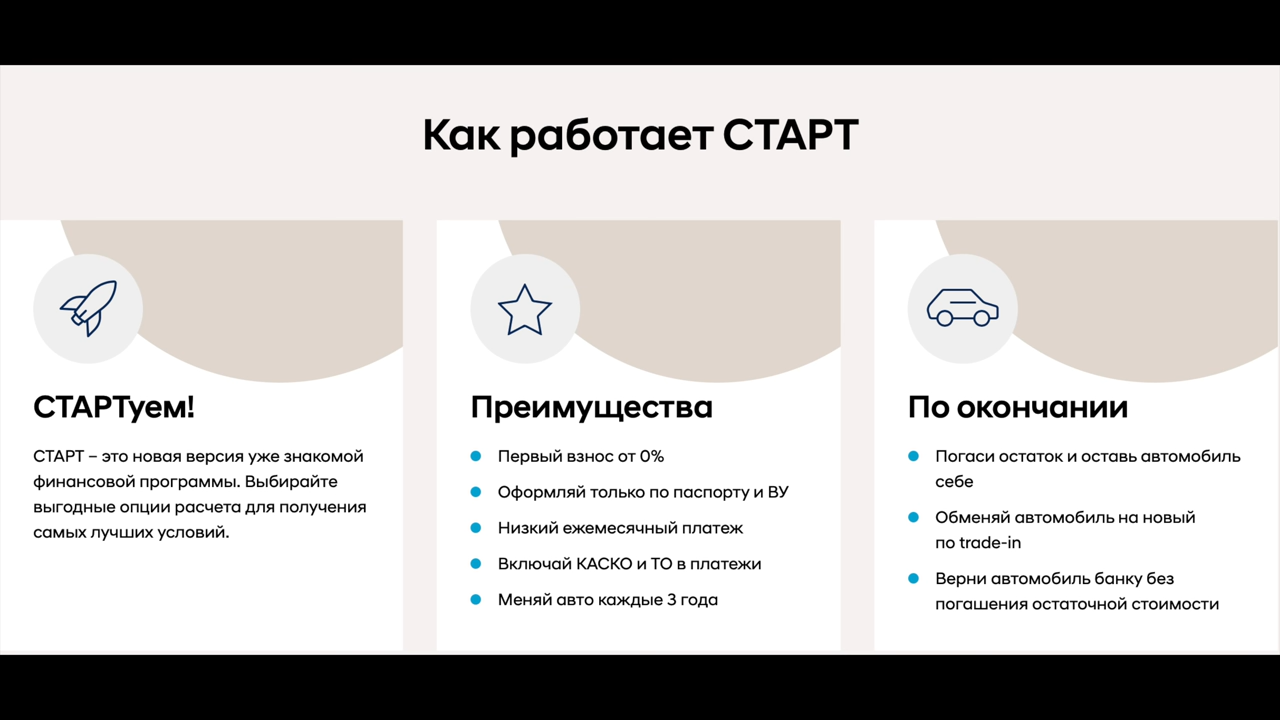 Как работает СТАРТ
СТАРТуем!
СТАРТ – это новая версия уже знакомой
финансовой программы. Выбирайте
выгодные опции расчета для получения
самых лучших условий.
Преимущества
Первый взнос от 0%
Оформляй только по паспорту и ВУ
Низкий ежемесячный платеж
Включай КАСКО и ТО в платежи
Меняй авто каждые 3 года
По окончании
Погаси остаток и оставь автомобиль
себе
Обменяй автомобиль на новый
по trade-in
Верни автомобиль банку без
погашения остаточной стоимости